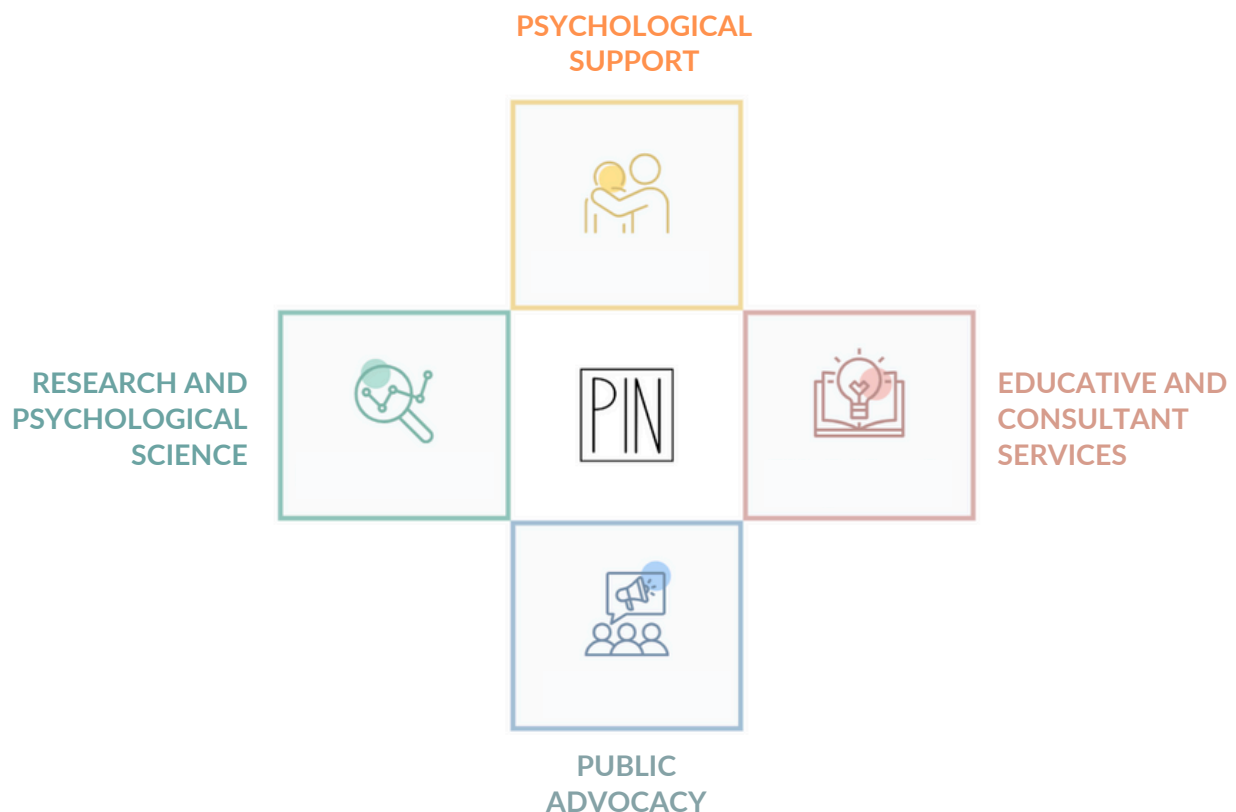 PSYCHOLOGICAL
SUPPORT
RESEARCH AND
PSYCHOLOGICAL
SCIENCE
PIN
EDUCATIVE AND
CONSULTANT
SERVICES
PUBLIC
ADVOCACY